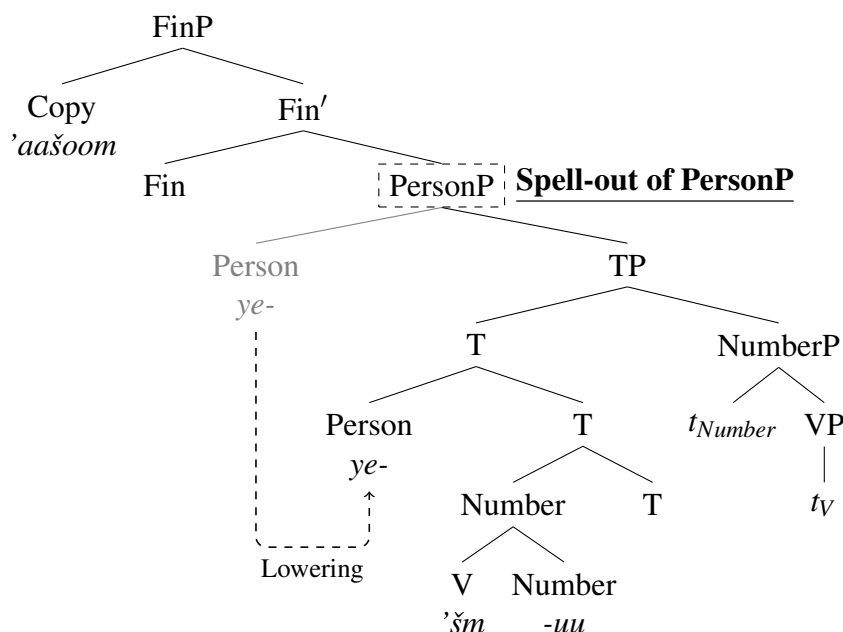 FinP
Copy Fin′
'aašoom
Fin PersonP Spell-out of PersonP
Person TP
ye-
T NumberP
Person T t_Number VP
ye-
Number T t_V
Lowering
V Number
'šm -uu